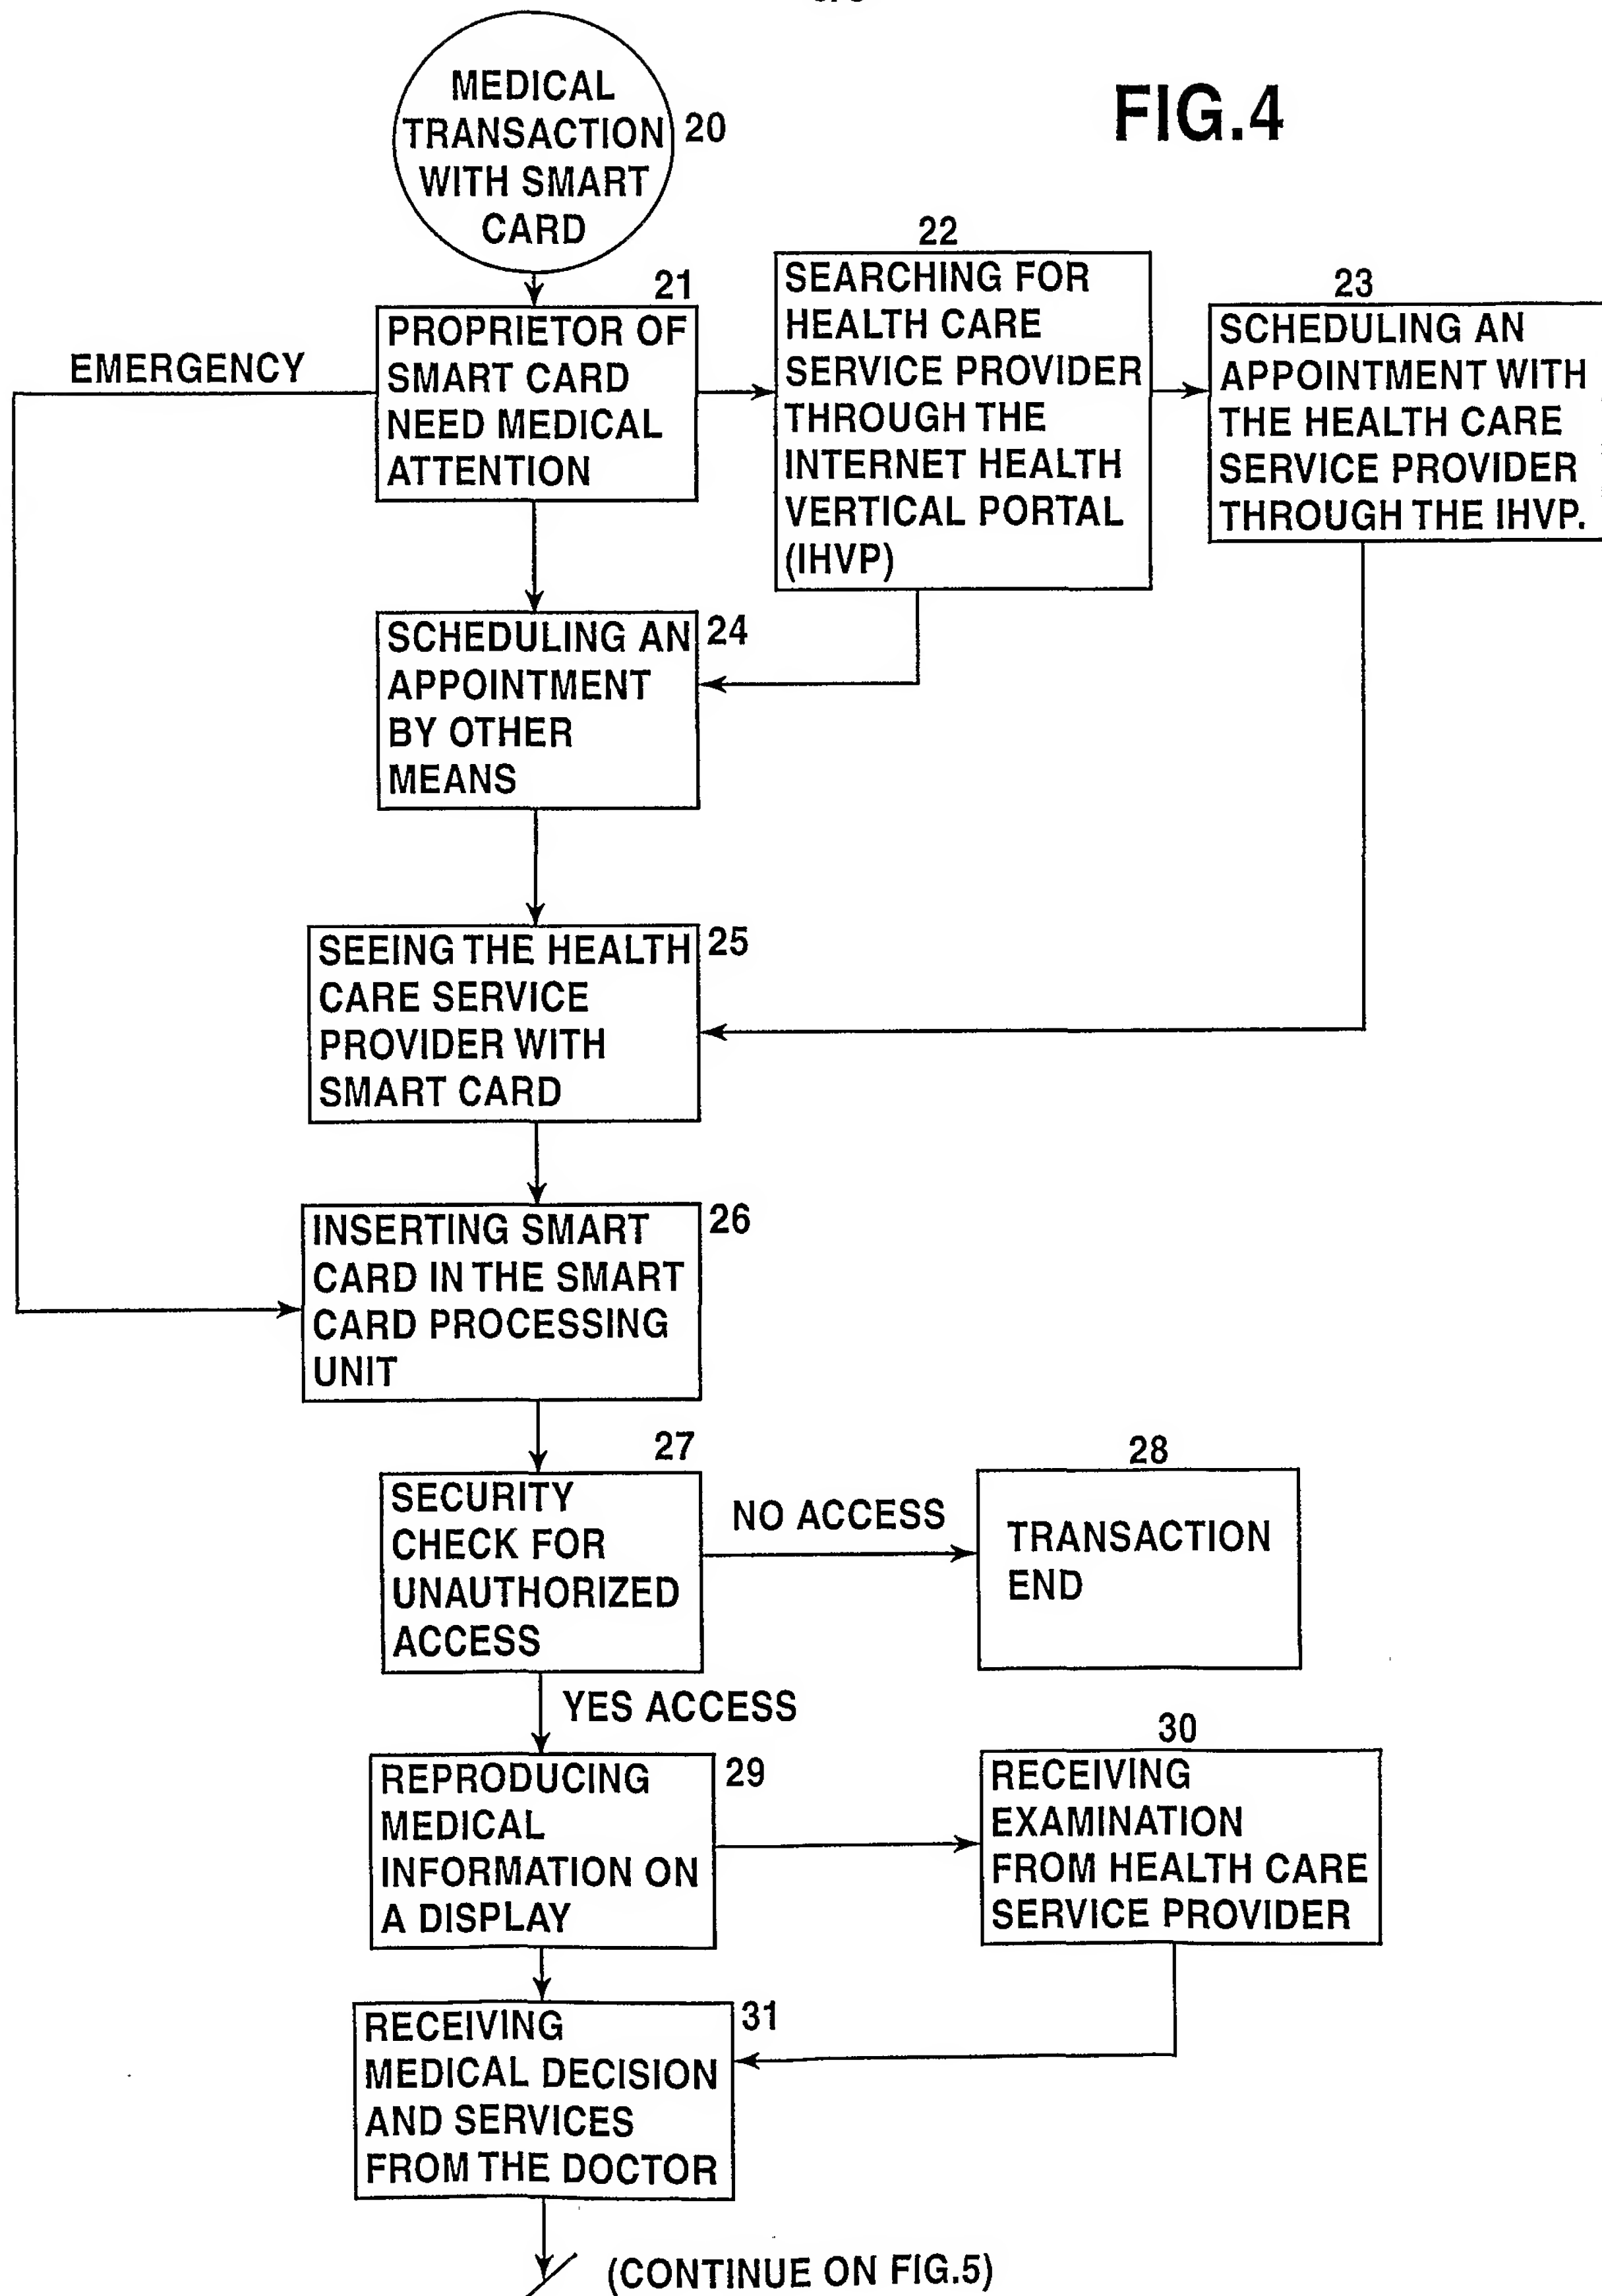 MEDICAL
TRANSACTION
WITH SMART
CARD
20
FIG.4
21
PROPRIETOR OF
SMART CARD
NEED MEDICAL
ATTENTION
EMERGENCY
22
SEARCHING FOR
HEALTH CARE
SERVICE PROVIDER
THROUGH THE
INTERNET HEALTH
VERTICAL PORTAL
(IHVP)
23
SCHEDULING AN
APPOINTMENT WITH
THE HEALTH CARE
SERVICE PROVIDER
THROUGH THE IHVP.
24
SCHEDULING AN
APPOINTMENT
BY OTHER
MEANS
25
SEEING THE HEALTH
CARE SERVICE
PROVIDER WITH
SMART CARD
26
INSERTING SMART
CARD IN THE SMART
CARD PROCESSING
UNIT
27
SECURITY
CHECK FOR
UNAUTHORIZED
ACCESS
NO ACCESS
28
TRANSACTION
END
YES ACCESS
29
REPRODUCING
MEDICAL
INFORMATION ON
A DISPLAY
30
RECEIVING
EXAMINATION
FROM HEALTH CARE
SERVICE PROVIDER
31
RECEIVING
MEDICAL DECISION
AND SERVICES
FROM THE DOCTOR
(CONTINUE ON FIG.5)